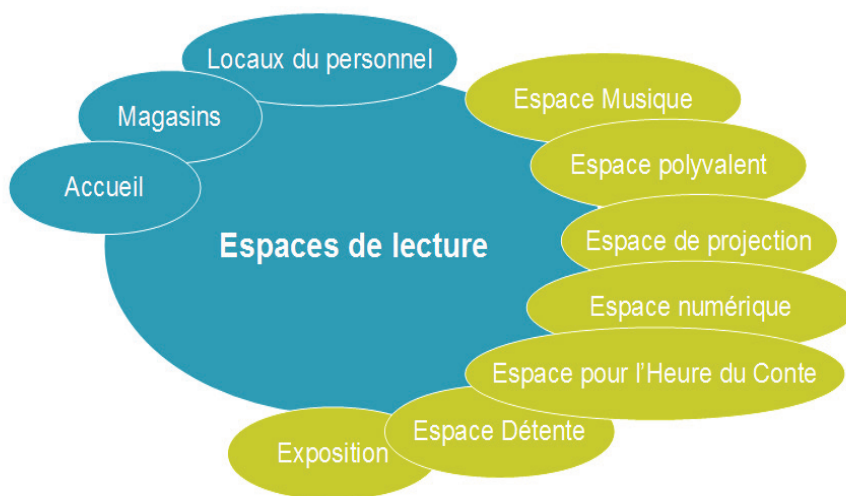 Locaux du personnel
Magasins
Accueil
Espaces de lecture
Espace Musique
Espace polyvalent
Espace de projection
Espace numérique
Espace pour l'Heure du Conte
Espace Détente
Exposition